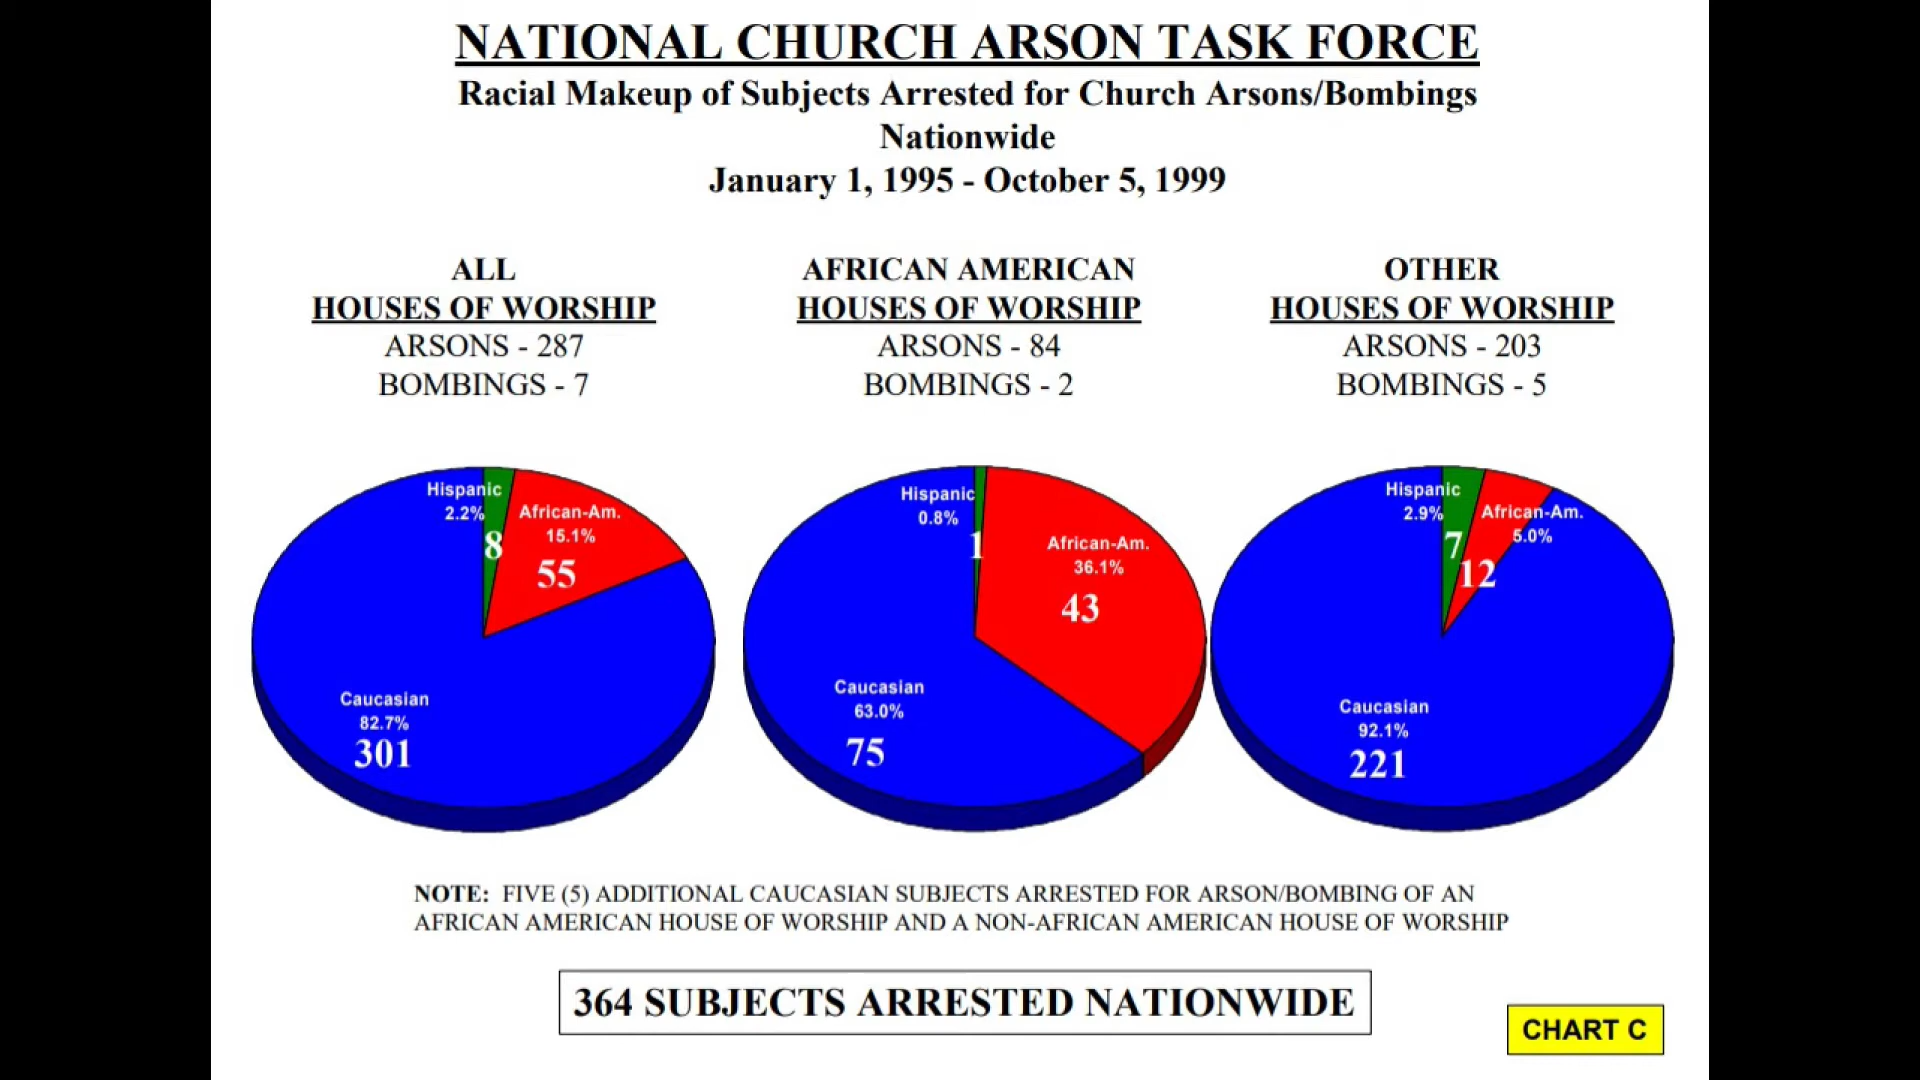 NATIONAL CHURCH ARSON TASK FORCE
Racial Makeup of Subjects Arrested for Church Arsons/Bombings
Nationwide
January 1, 1995 - October 5, 1999
ALL
HOUSES OF WORSHIP
ARSONS - 287
BOMBINGS - 7
AFRICAN AMERICAN
HOUSES OF WORSHIP
ARSONS - 84
BOMBINGS - 2
OTHER
HOUSES OF WORSHIP
ARSONS - 203
BOMBINGS - 5
Hispanic
2.2%
8
African-Am.
15.1%
55
Caucasian
82.7%
301
Hispanic
0.8%
1
African-Am.
36.1%
43
Caucasian
63.0%
75
Hispanic
2.9%
7
African-Am.
5.0%
12
Caucasian
92.1%
221
NOTE: FIVE (5) ADDITIONAL CAUCASIAN SUBJECTS ARRESTED FOR ARSON/BOMBING OF AN
AFRICAN AMERICAN HOUSE OF WORSHIP AND A NON-AFRICAN AMERICAN HOUSE OF WORSHIP
364 SUBJECTS ARRESTED NATIONWIDE
CHART C